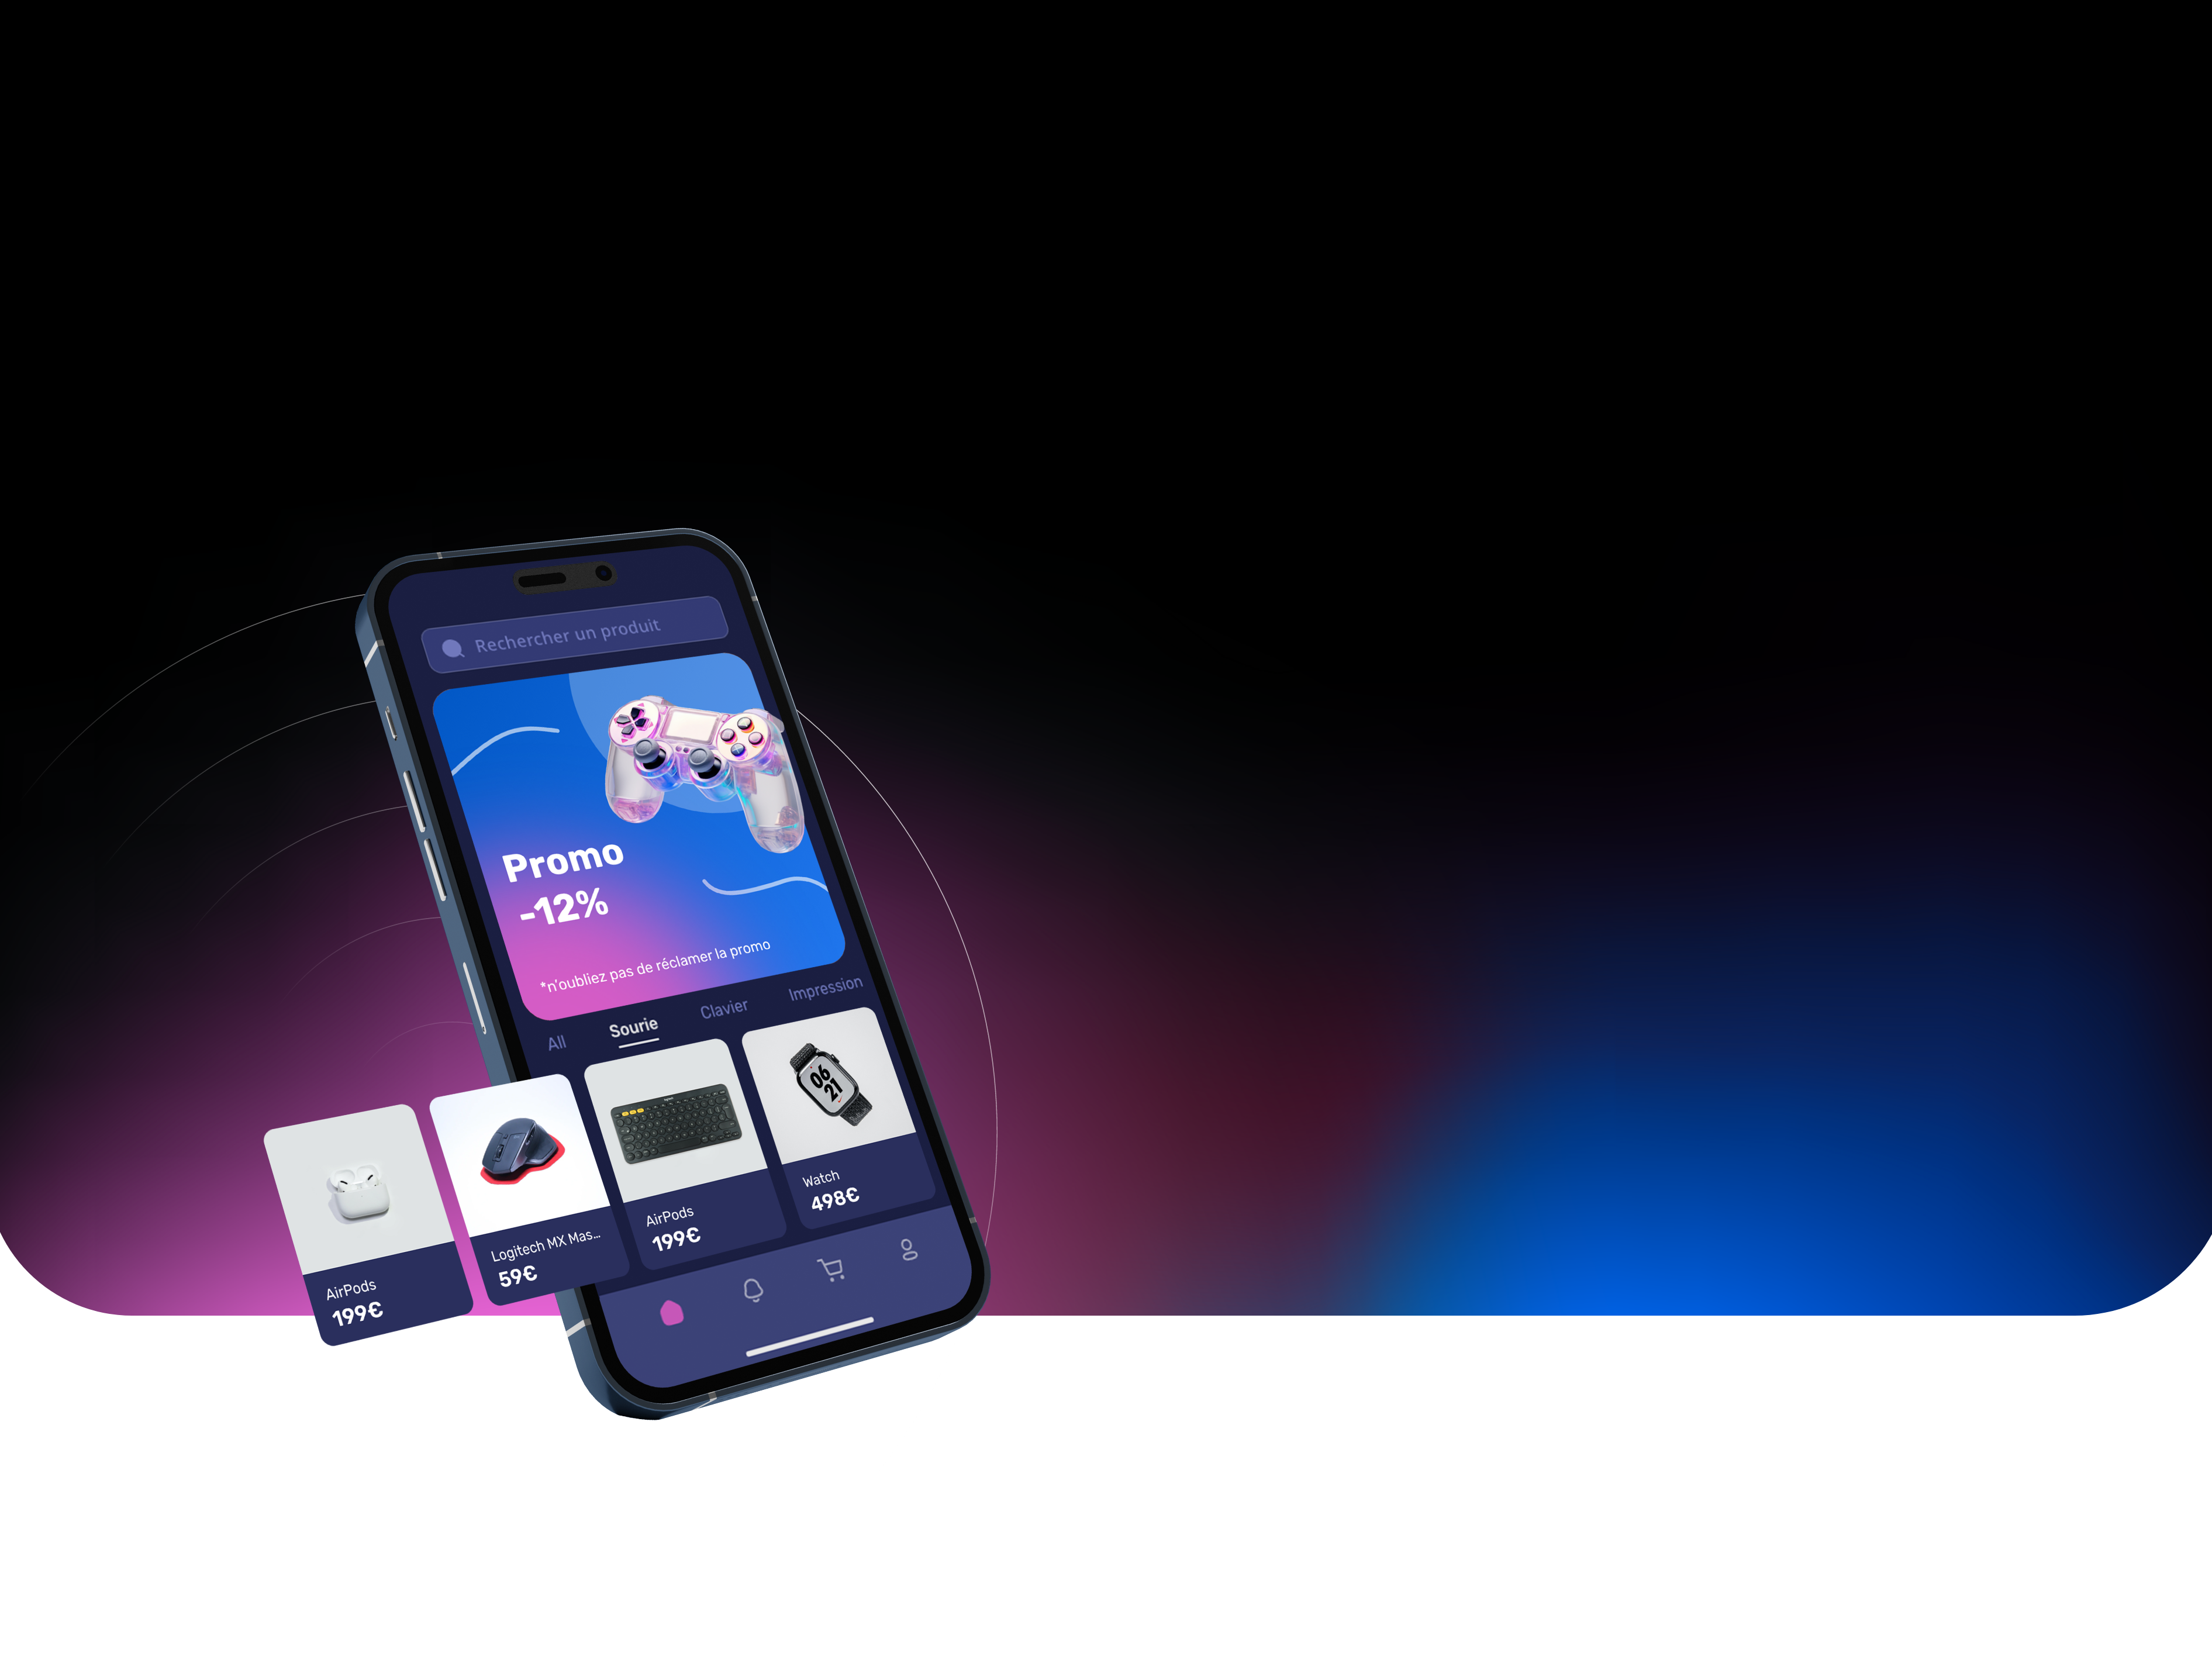 Rechercher un produit
Promo
-12%
*n'oubliez pas de réclamer la promo
All
Sourie
Clavier
Impression
AirPods
199€
Logitech MX Mas...
59€
AirPods
199€
Watch
498€
06
21